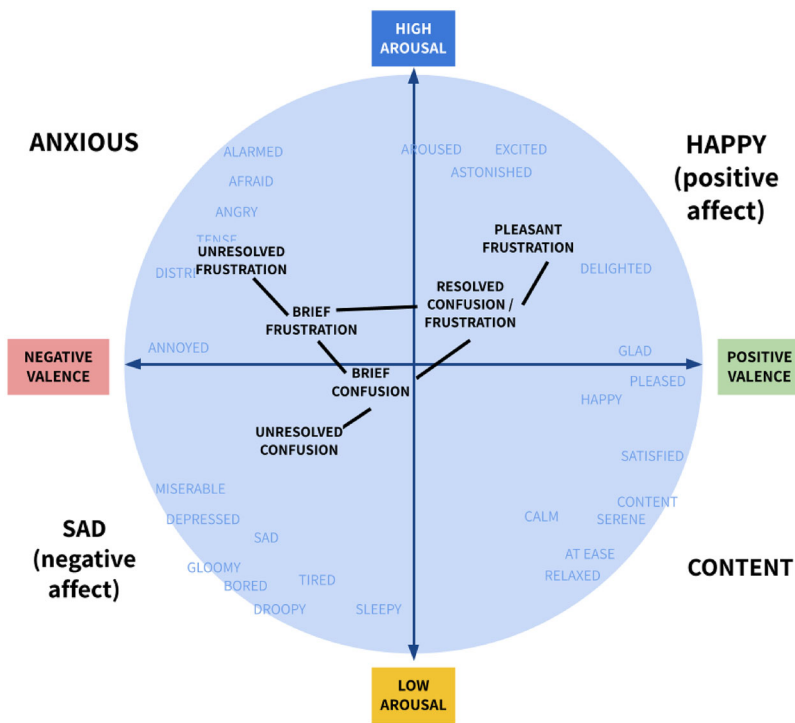 HIGH
AROUSAL
ANXIOUS
HAPPY
(positive
affect)
ALARMED
AROUSED
EXCITED
ASTONISHED
AFRAID
ANGRY
TENSE
UNRESOLVED
FRUSTRATION
DISTRE
PLEASANT
FRUSTRATION
DELIGHTED
RESOLVED
CONFUSION /
FRUSTRATION
BRIEF
FRUSTRATION
ANNOYED
GLAD
NEGATIVE
VALENCE
POSITIVE
VALENCE
BRIEF
CONFUSION
PLEASED
HAPPY
UNRESOLVED
CONFUSION
SATISFIED
MISERABLE
DEPRESSED
SAD
GLOOMY
BORED
TIRED
DROOPY
SLEEPY
CALM
CONTENT
SERENE
AT EASE
RELAXED
SAD
(negative
affect)
CONTENT
LOW
AROUSAL